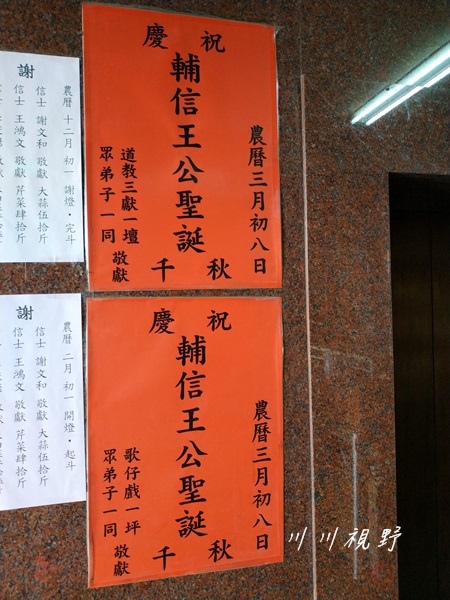 祝慶
農曆三月初八日
輔信王公聖誕
道教三獻一壇
眾弟子一同
敬獻
秋千
祝慶
農曆三月初八日
輔信王公聖誕
歌仔戲一坪
眾弟子一同
敬獻
秋千
謝
農曆 十二月 初一 謝燈・完斗
信士 謝文和 敬獻 大蒜伍拾斤
信士 王鴻文 敬獻 芹菜肆拾斤
謝
農曆 二月 初一 開燈・起斗
信士 謝文和 敬獻 大蒜伍拾斤
信士 王鴻文 敬獻 芹菜肆拾斤
川川視野